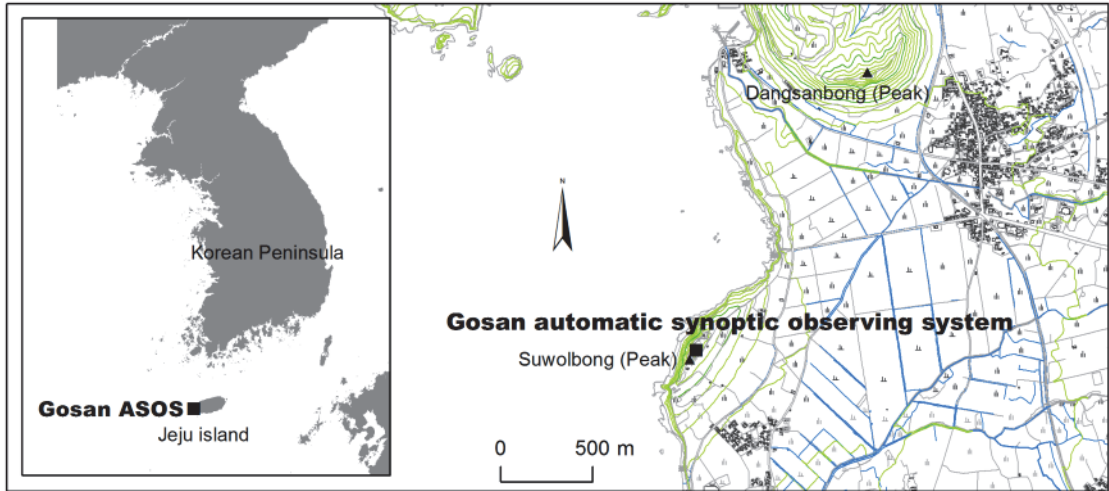 Korean Peninsula
Gosan ASOS
Jeju island
N
Dangsanbong (Peak)
Gosan automatic synoptic observing system
Suwolbong (Peak)
0 500 m